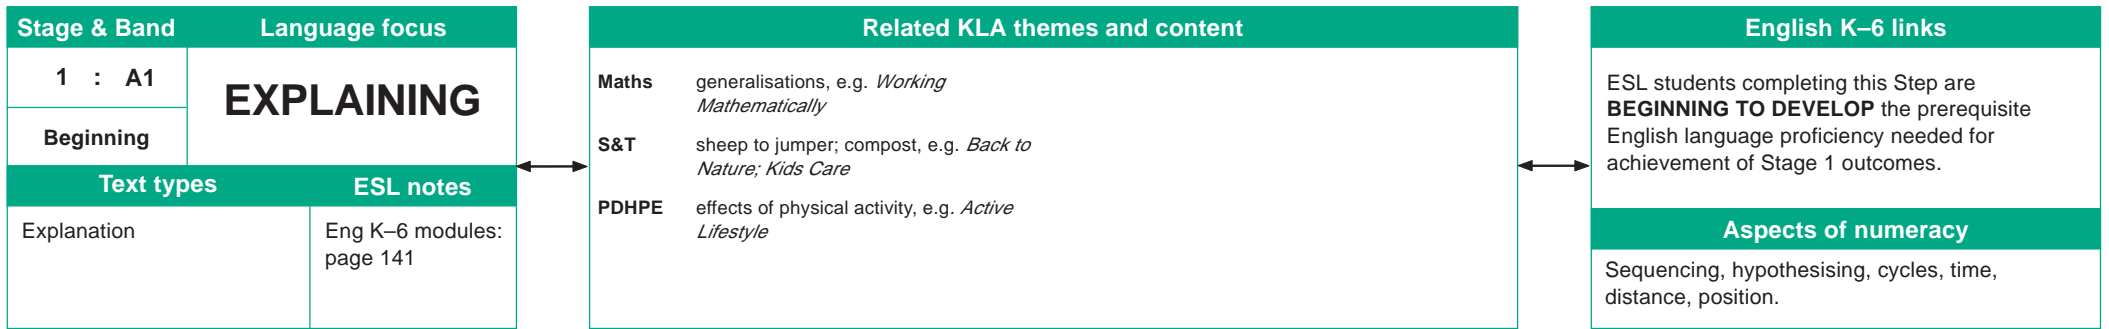 Stage & Band
Language focus
1 : A1
Beginning
EXPLAINING
Text types
ESL notes
Explanation
Eng K–6 modules:
page 141
Related KLA themes and content
Maths generalisations, e.g. Working
Mathematically
S&T sheep to jumper; compost, e.g. Back to
Nature; Kids Care
PDHPE effects of physical activity, e.g. Active
Lifestyle
English K–6 links
ESL students completing this Step are
BEGINNING TO DEVELOP the prerequisite
English language proficiency needed for
achievement of Stage 1 outcomes.
Aspects of numeracy
Sequencing, hypothesising, cycles, time,
distance, position.